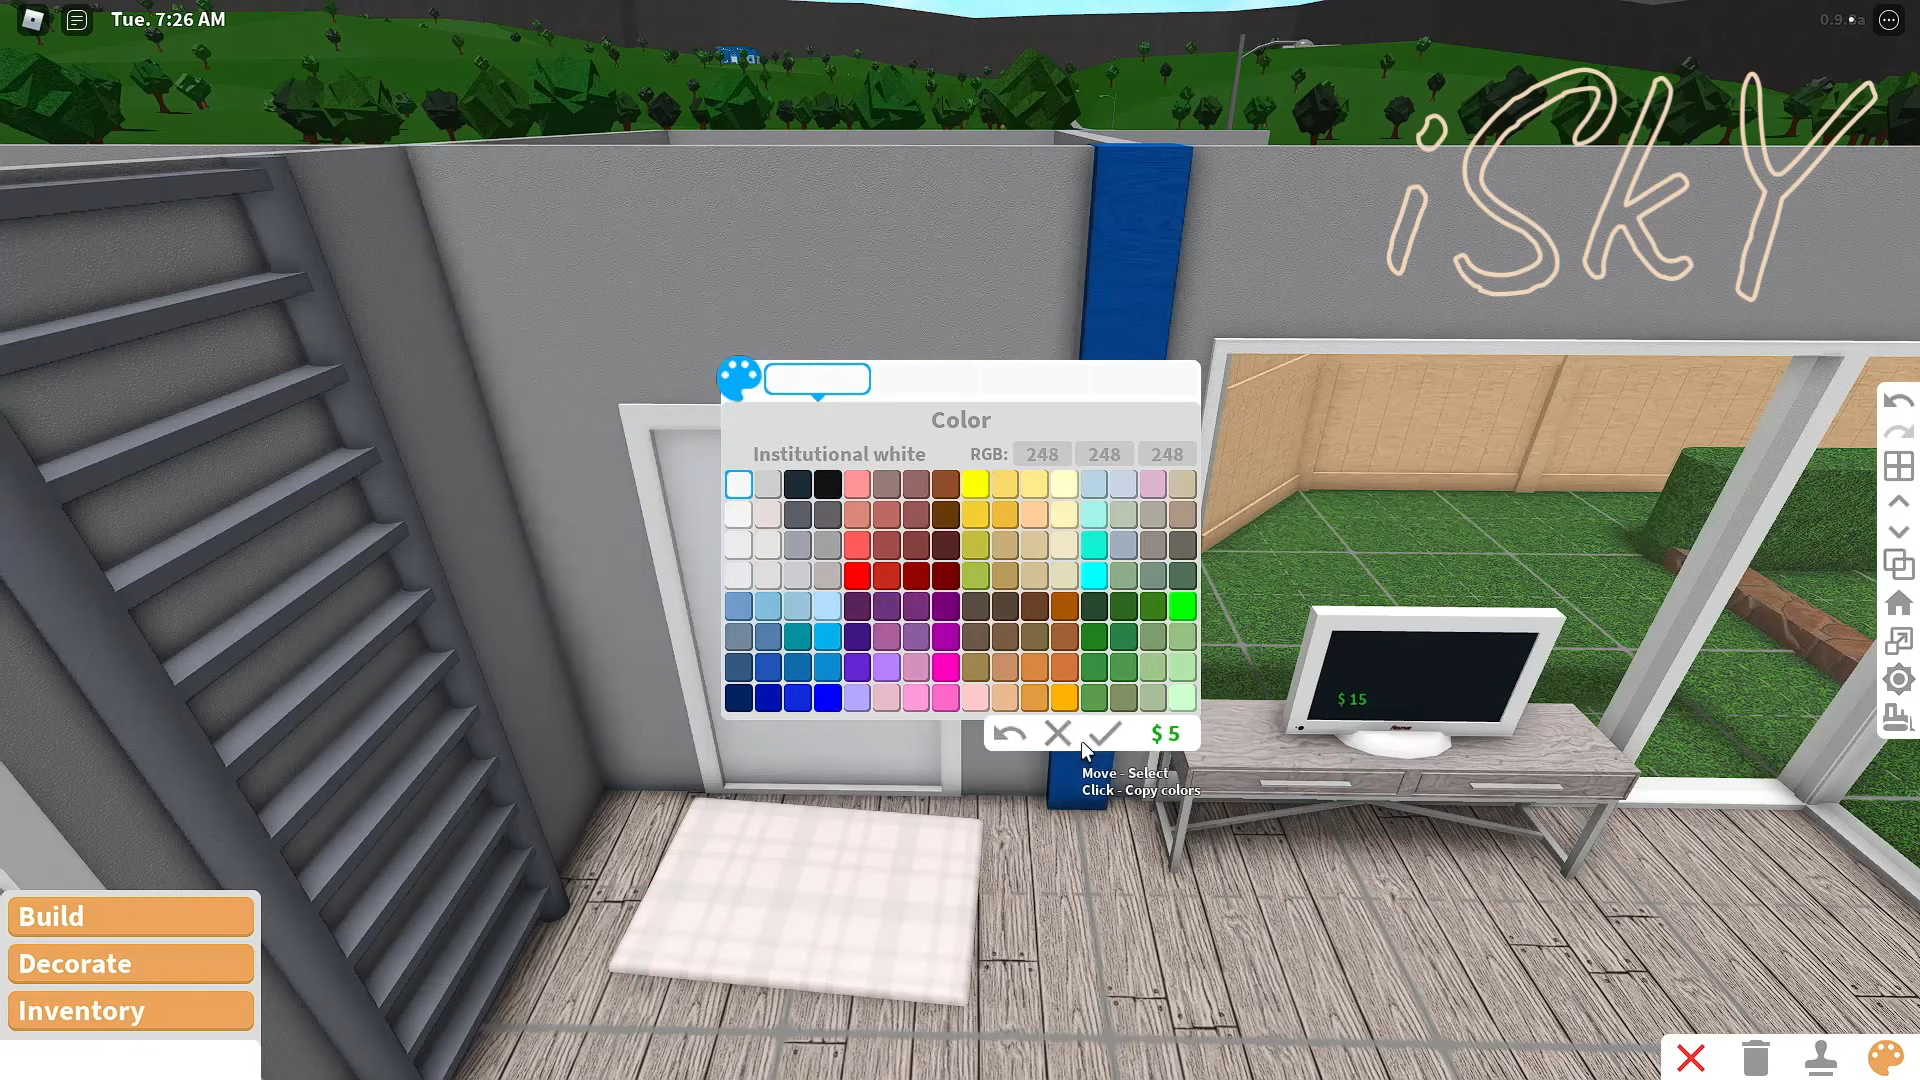 Tue. 7:26 AM
iSkY
Color
Institutional white RGB: 248 248 248
$ 15
$ 5
Move - Select
Click - Copy colors
Build
Decorate
Inventory